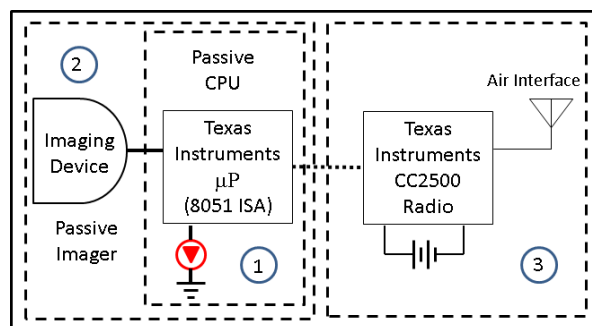 2
Passive
CPU
Imaging
Device
Passive
Imager
Texas
Instruments
μP
(8051 ISA)
1
Air Interface
Texas
Instruments
CC2500
Radio
3